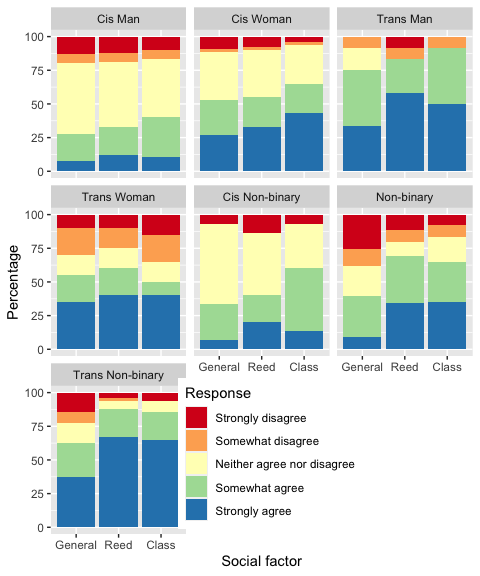 Cis Man Cis Woman Trans Man
100
75
50
25
0
Trans Woman Cis Non-binary Non-binary
100
75
50
25
0
General Reed Class General Reed Class
Percentage
Trans Non-binary
100
75
50
25
0
General Reed Class
Response
Strongly disagree
Somewhat disagree
Neither agree nor disagree
Somewhat agree
Strongly agree
Social factor